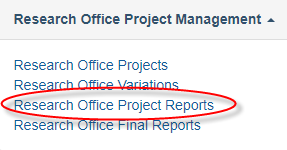 Research Office Project Management
Research Office Projects
Research Office Variations
Research Office Project Reports
Research Office Final Reports